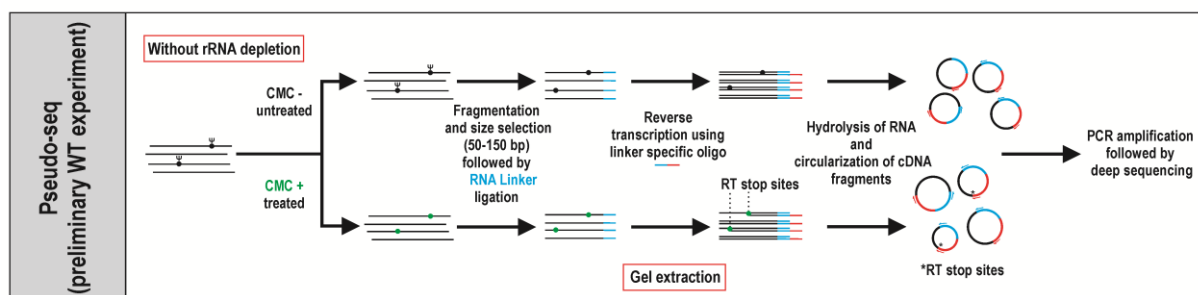 Pseudo-seq
(preliminary WT experiment)
Without rRNA depletion
Ψ
Ψ
CMC -
untreated
CMC +
treated
Ψ
Ψ
Fragmentation
and size selection
(50-150 bp)
followed by
RNA Linker
ligation
Reverse
transcription using
linker specific oligo
RT stop sites
Gel extraction
Hydrolysis of RNA
and
circularization of cDNA
fragments
*
*
*RT stop sites
PCR amplification
followed by
deep sequencing